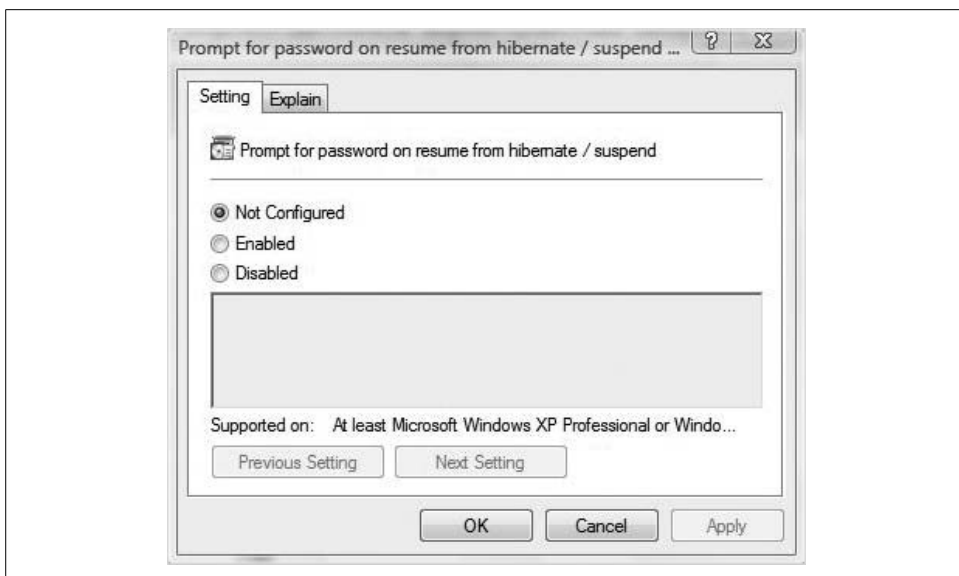 Prompt for password on resume from hibernate / suspend ...
Setting
Explain
Prompt for password on resume from hibernate / suspend
Not Configured
Enabled
Disabled
Supported on: At least Microsoft Windows XP Professional or Windo...
Previous Setting
Next Setting
OK
Cancel
Apply